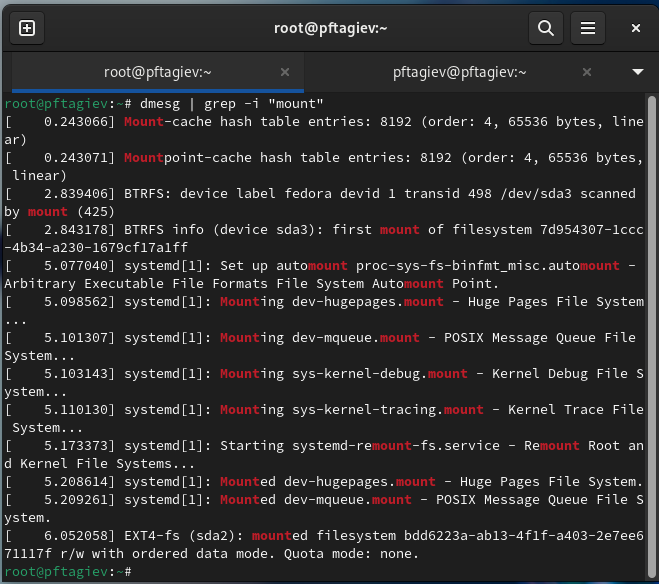 root@pftagiev:~
root@pftagiev:~
pftagiev@pftagiev:~
root@pftagiev:~# dmesg | grep -i "mount"
[    0.243066] Mount-cache hash table entries: 8192 (order: 4, 65536 bytes, line
ar)
[    0.243071] Mountpoint-cache hash table entries: 8192 (order: 4, 65536 bytes,
 linear)
[    2.839406] BTRFS: device label fedora devid 1 transid 498 /dev/sda3 scanned
by mount (425)
[    2.843178] BTRFS info (device sda3): first mount of filesystem 7d954307-1ccc
-4b34-a230-1679cf17a1ff
[    5.077040] systemd[1]: Set up automount proc-sys-fs-binfmt_misc.automount -
Arbitrary Executable File Formats File System Automount Point.
[    5.098562] systemd[1]: Mounting dev-hugepages.mount - Huge Pages File System
...
[    5.101307] systemd[1]: Mounting dev-mqueue.mount - POSIX Message Queue File
System...
[    5.103143] systemd[1]: Mounting sys-kernel-debug.mount - Kernel Debug File S
ystem...
[    5.110130] systemd[1]: Mounting sys-kernel-tracing.mount - Kernel Trace File
 System...
[    5.173373] systemd[1]: Starting systemd-remount-fs.service - Remount Root an
d Kernel File Systems...
[    5.208614] systemd[1]: Mounted dev-hugepages.mount - Huge Pages File System.
[    5.209261] systemd[1]: Mounted dev-mqueue.mount - POSIX Message Queue File S
ystem.
[    6.052058] EXT4-fs (sda2): mounted filesystem bdd6223a-ab13-4f1f-a403-2e7ee6
71117f r/w with ordered data mode. Quota mode: none.
root@pftagiev:~#